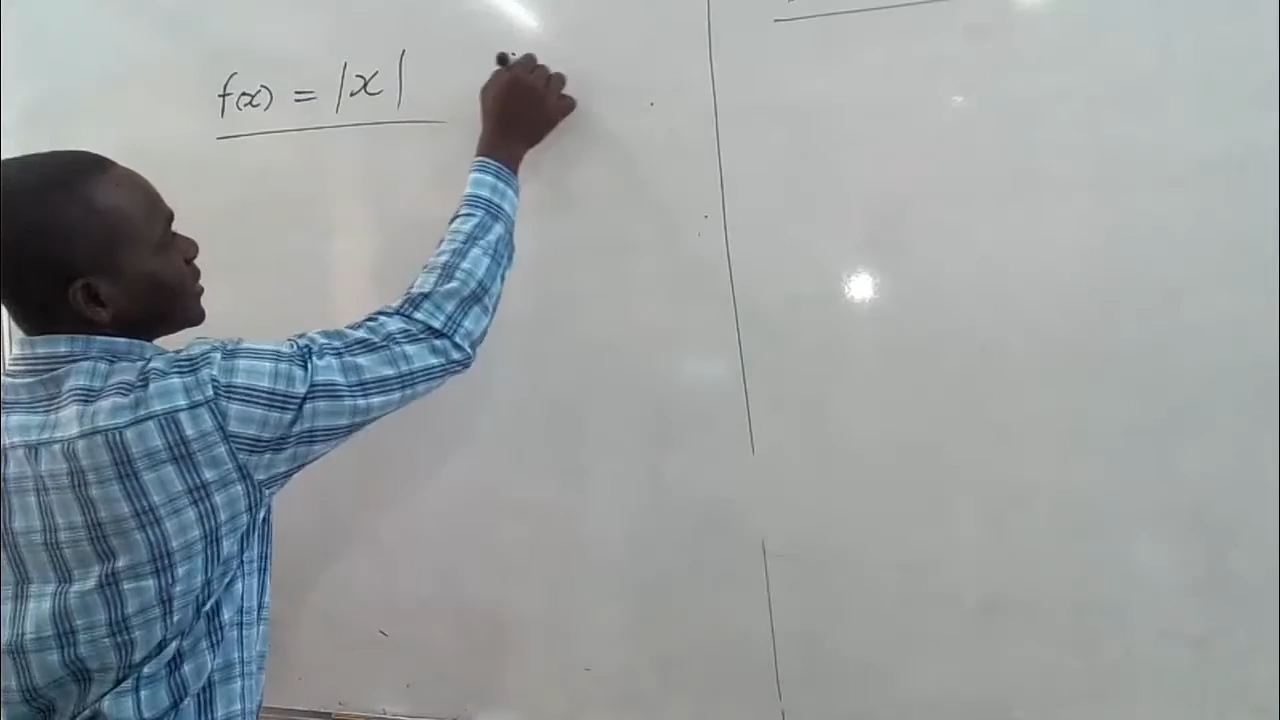 f(x) = |x|